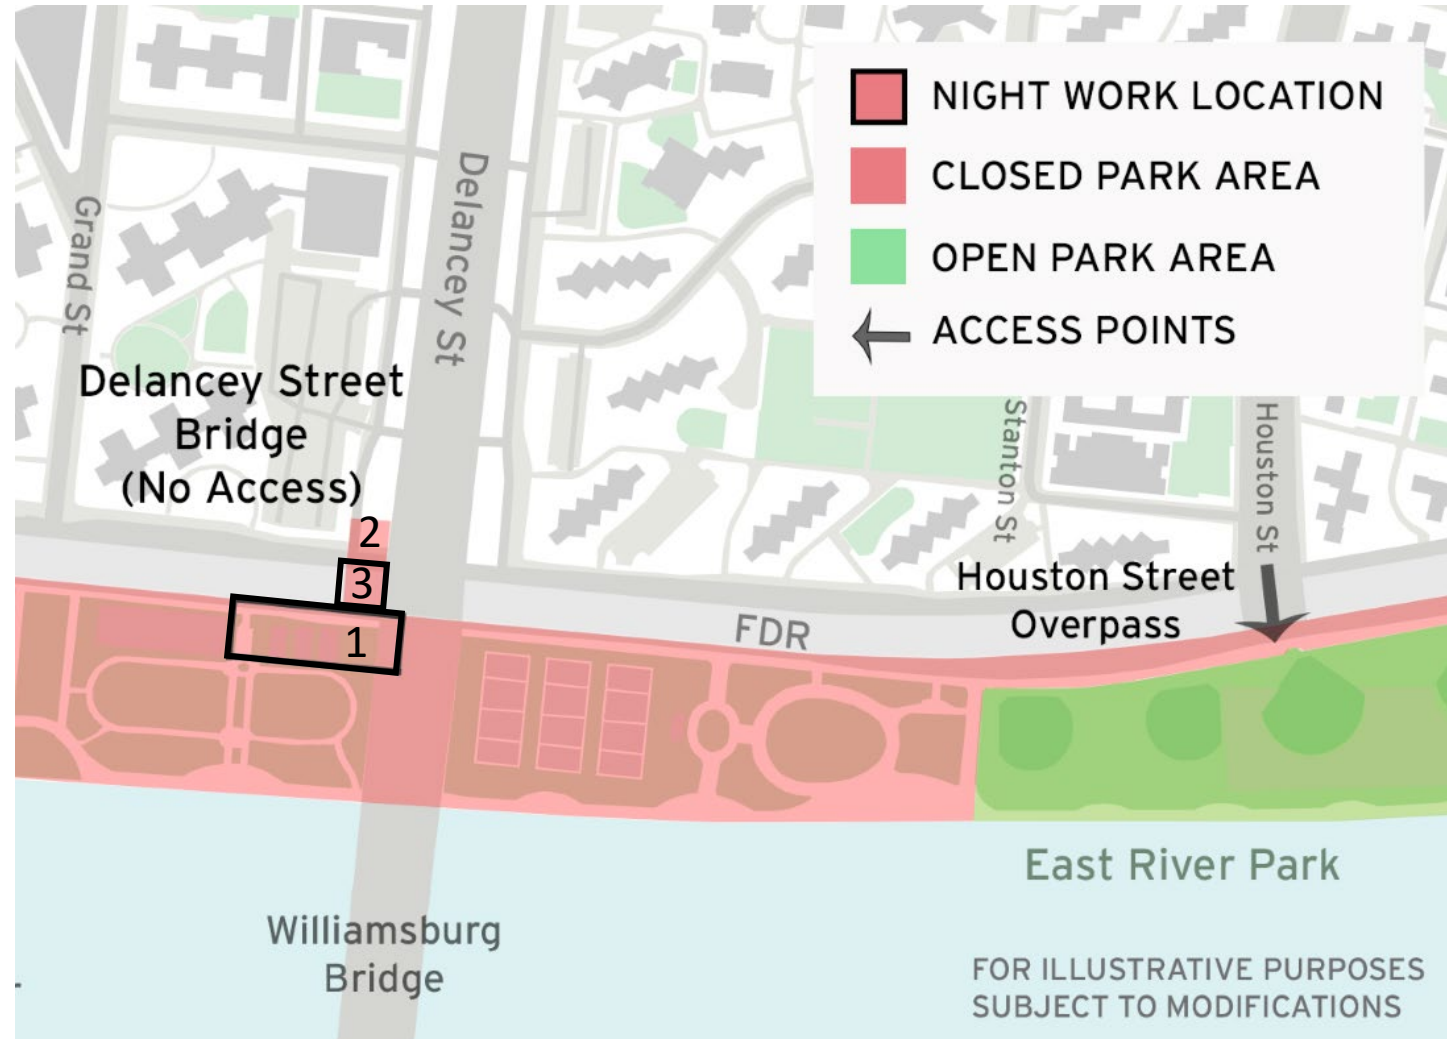 NIGHT WORK LOCATION
CLOSED PARK AREA
OPEN PARK AREA
ACCESS POINTS
Grand St
Delancey St
Delancey Street
Bridge
(No Access)
2
3
1
Stanton St
Houston St
Houston Street
Overpass
FDR
East River Park
Williamsburg
Bridge
FOR ILLUSTRATIVE PURPOSES
SUBJECT TO MODIFICATIONS